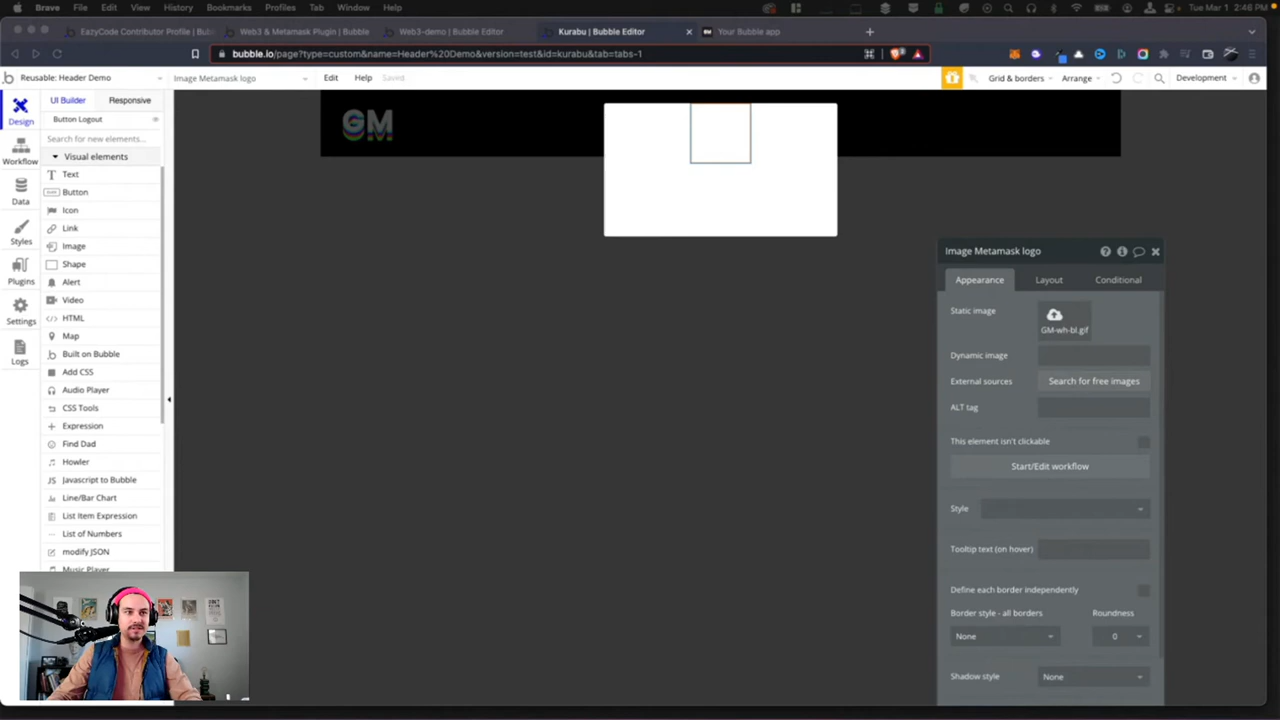 Brave File Edit View History Bookmarks Profiles Tab Window Help Tue Mar 1 2:46 PM
EazyCode Contributor Profile | Bub Web3 & Metamask Plugin | Bubble Web3-demo | Bubble Editor Kurabu | Bubble Editor Your Bubble app
bubble.io/page?type=custom&name=Header%20Demo&version=test&id=kurabu&tab=tabs-1
Reusable: Header Demo Image Metamask logo Edit Help Saved Grid & borders Arrange Development
UI Builder Responsive
Design
Workflow
Data
Styles
Plugins
Settings
Logs
Button Logout
Search for new elements...
Visual elements
Text
Button
Icon
Link
Image
Shape
Alert
Video
HTML
Map
Built on Bubble
Add CSS
Audio Player
CSS Tools
Expression
Find Dad
Howler
Javascript to Bubble
Line/Bar Chart
List Item Expression
List of Numbers
modify JSON
Music Player
GM
Image Metamask logo
Appearance Layout Conditional
Static image
GM-wh-bl.gif
Dynamic image
External sources Search for free images
ALT tag
This element isn't clickable
Start/Edit workflow
Style
Tooltip text (on hover)
Define each border independently
Border style - all borders Roundness
None 0
Shadow style None